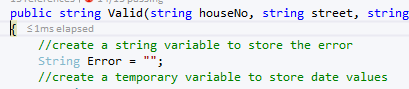 public string Valid(string houseNo, string street, string
{ ≤1ms elapsed
//create a string variable to store the error
String Error = "";
//create a temporary variable to store date values